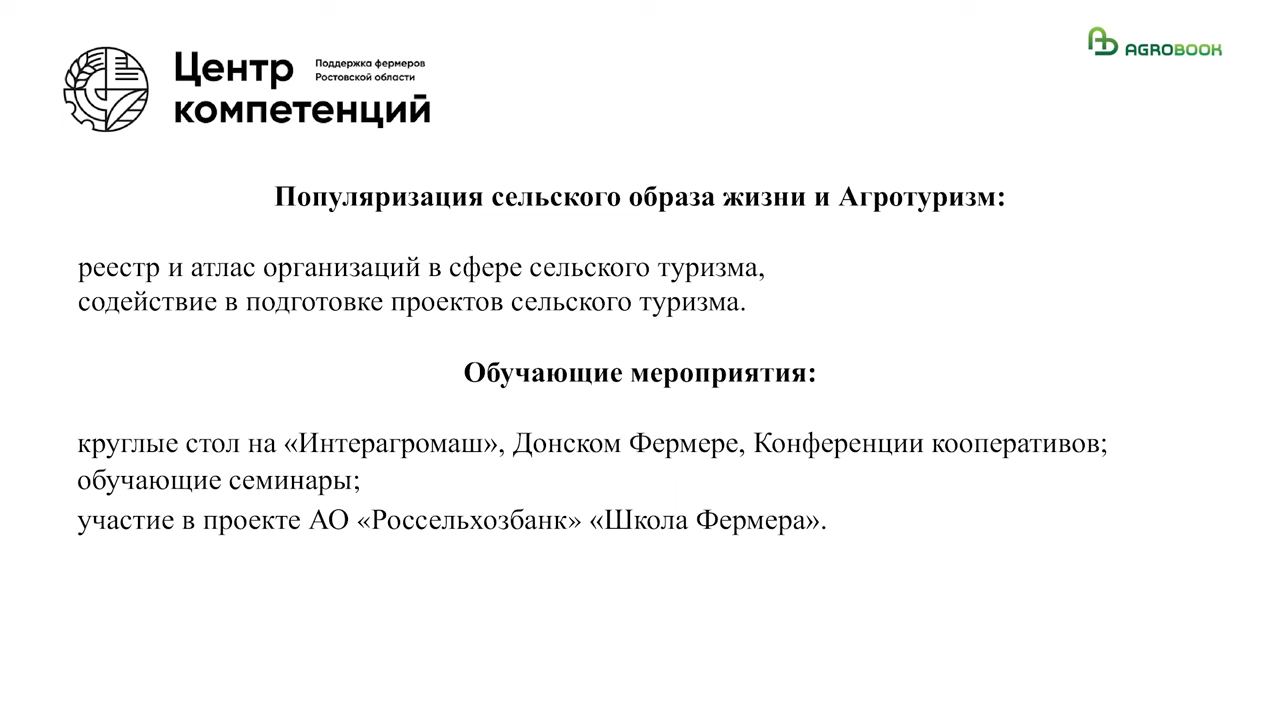 Центр
компетенций
Поддержка фермеров
Ростовской области
AGROBOOK
Популяризация сельского образа жизни и Агротуризм:
реестр и атлас организаций в сфере сельского туризма,
содействие в подготовке проектов сельского туризма.
Обучающие мероприятия:
круглые стол на «Интерагромаш», Донском Фермере, Конференции кооперативов;
обучающие семинары;
участие в проекте АО «Россельхозбанк» «Школа Фермера».